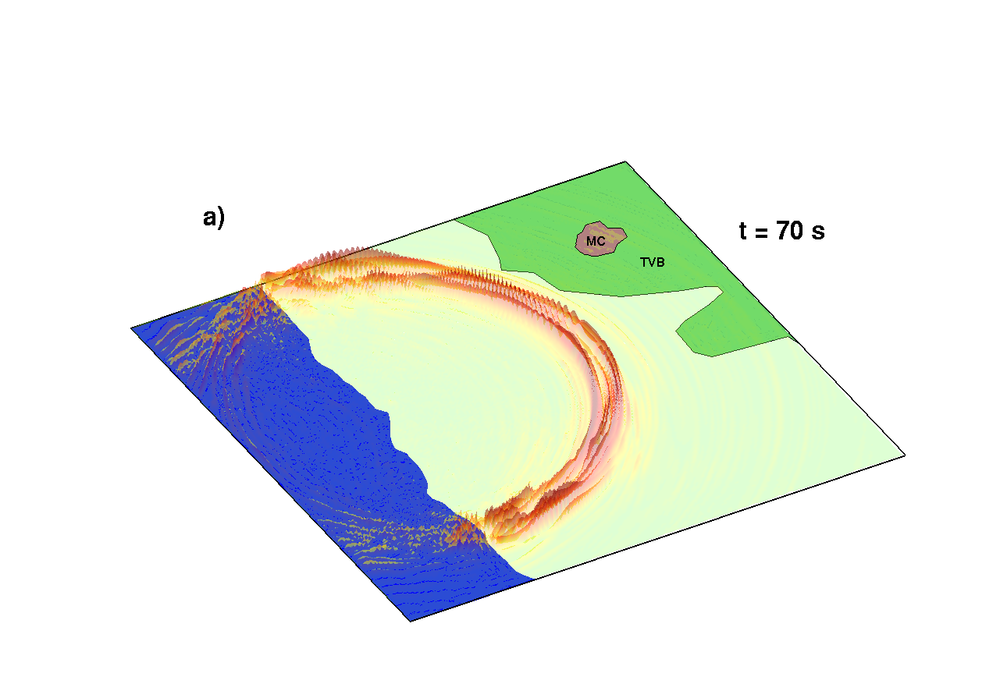 a)
t = 70 s
MC
TVB